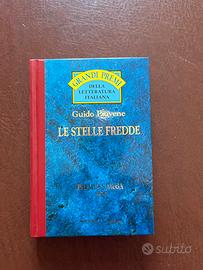 GRANDI PREMI
DELLA
LETTERATURA
ITALIANA
Guido Piovene
LE STELLE FREDDE
PREMIO STREGA
subito